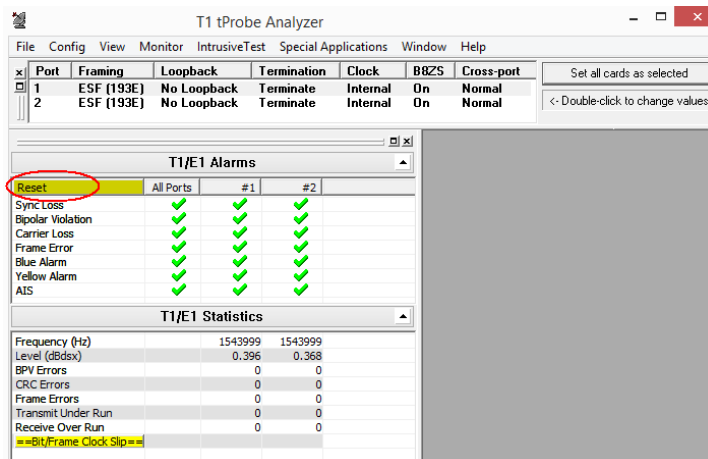 T1 tProbe Analyzer
File Config View Monitor IntrusiveTest Special Applications Window Help
Port Framing Loopback Termination Clock B8ZS Cross-port
1 ESF (193E) No Loopback Terminate Internal On Normal
2 ESF (193E) No Loopback Terminate Internal On Normal
Set all cards as selected
<- Double-click to change values
T1/E1 Alarms
Reset All Ports #1 #2
Sync Loss
Bipolar Violation
Carrier Loss
Frame Error
Blue Alarm
Yellow Alarm
AIS
T1/E1 Statistics
Frequency (Hz) 1543999 1543999
Level (dBdsx) 0.396 0.368
BPV Errors 0 0
CRC Errors 0 0
Frame Errors 0 0
Transmit Under Run 0 0
Receive Over Run 0 0
==Bit/Frame Clock Slip==